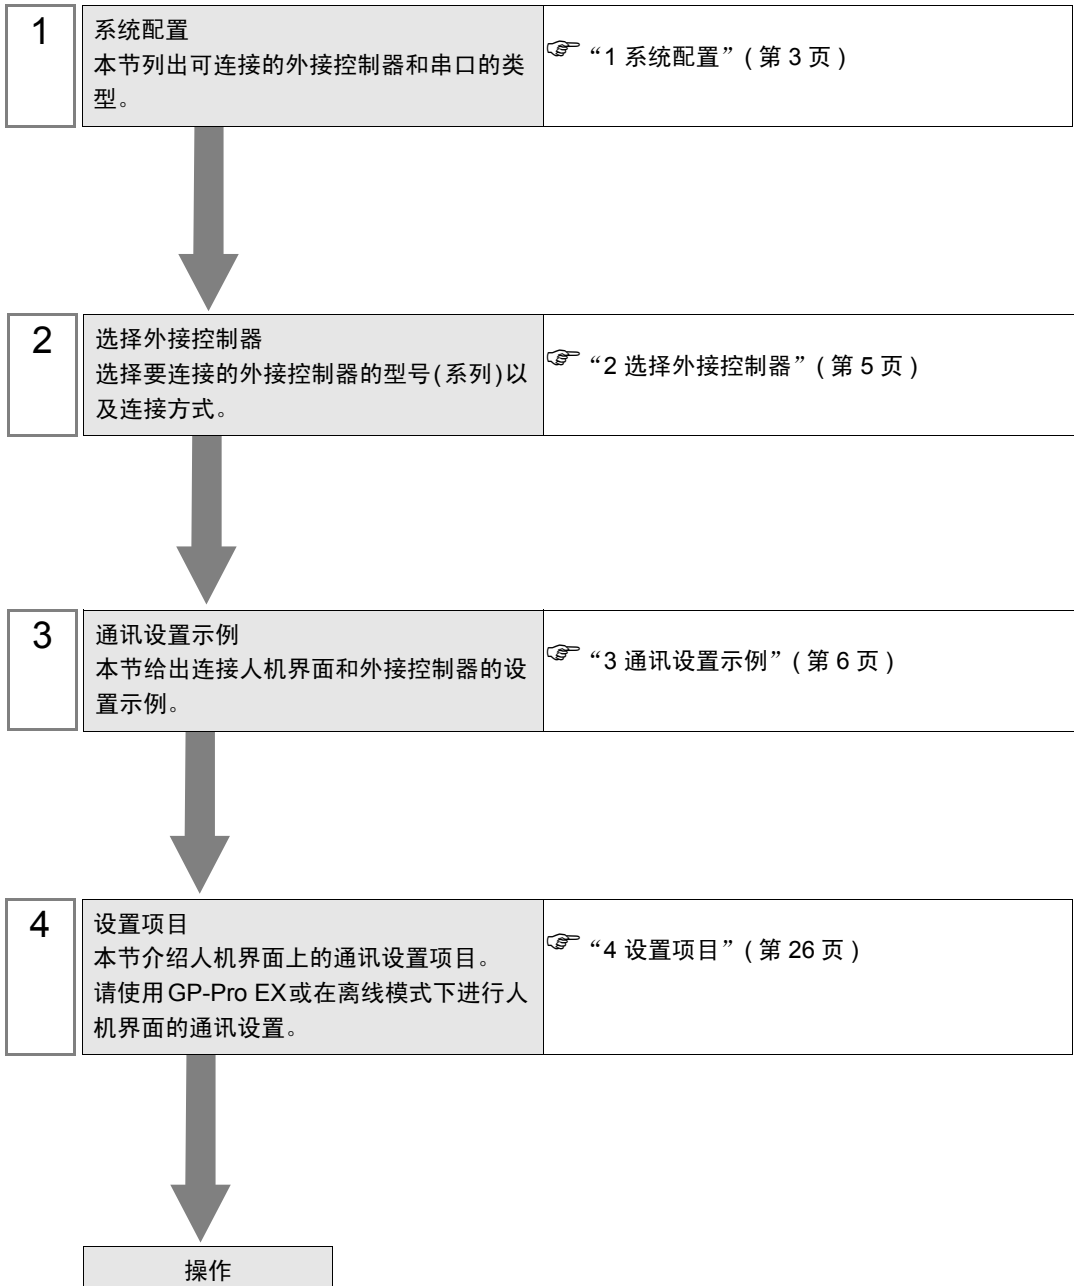 1
系统配置
本节列出可连接的外接控制器和串口的类
型。
☞ “1 系统配置” ( 第 3 页 )
2
选择外接控制器
选择要连接的外接控制器的型号(系列)以
及连接方式。
☞ “2 选择外接控制器” ( 第 5 页 )
3
通讯设置示例
本节给出连接人机界面和外接控制器的设
置示例。
☞ “3 通讯设置示例” ( 第 6 页 )
4
设置项目
本节介绍人机界面上的通讯设置项目。
请使用GP-Pro EX或在离线模式下进行人
机界面的通讯设置。
☞ “4 设置项目” ( 第 26 页 )
操作